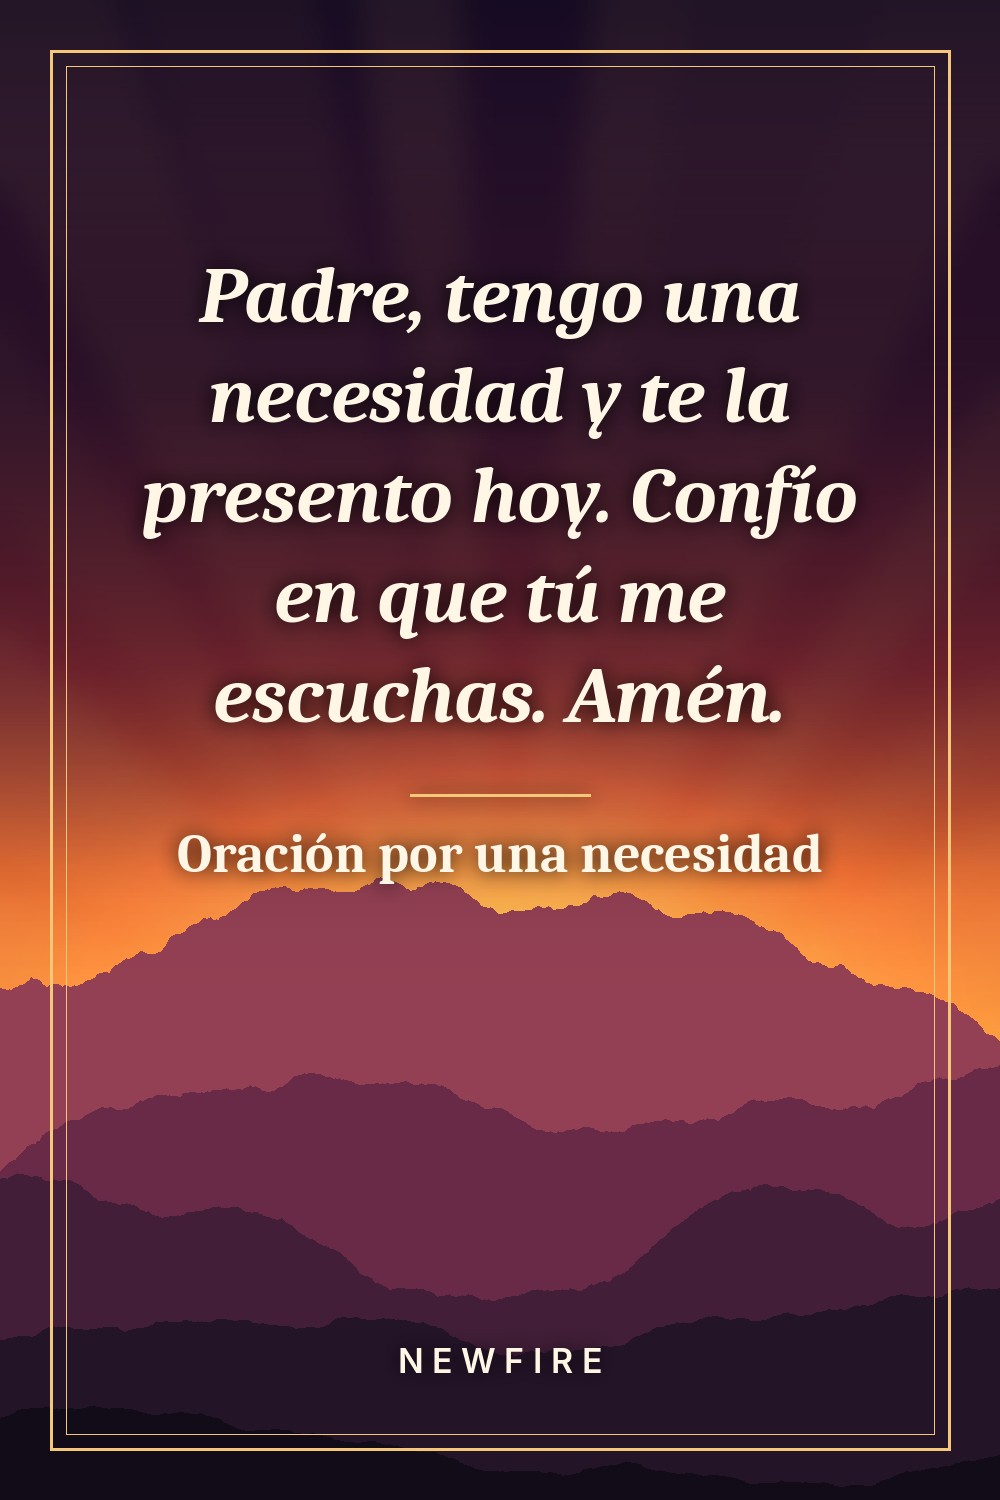 Padre, tengo una
necesidad y te la
presento hoy. Confío
en que tú me
escuchas. Amén.
Oración por una necesidad
NEWFIRE